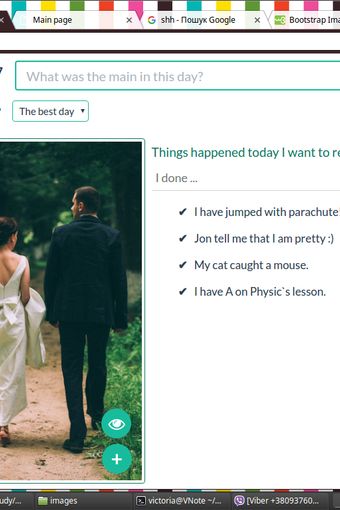 Main page
shh - Пошук Google
Bootstrap Ima
What was the main in this day?
The best day
Things happened today I want to re
I done ...
✔ I have jumped with parachute!
✔ Jon tell me that I am pretty :)
✔ My cat caught a mouse.
✔ I have A on Physic`s lesson.
+
udy/...
images
victoria@VNote ~/...
[Viber +38093760...